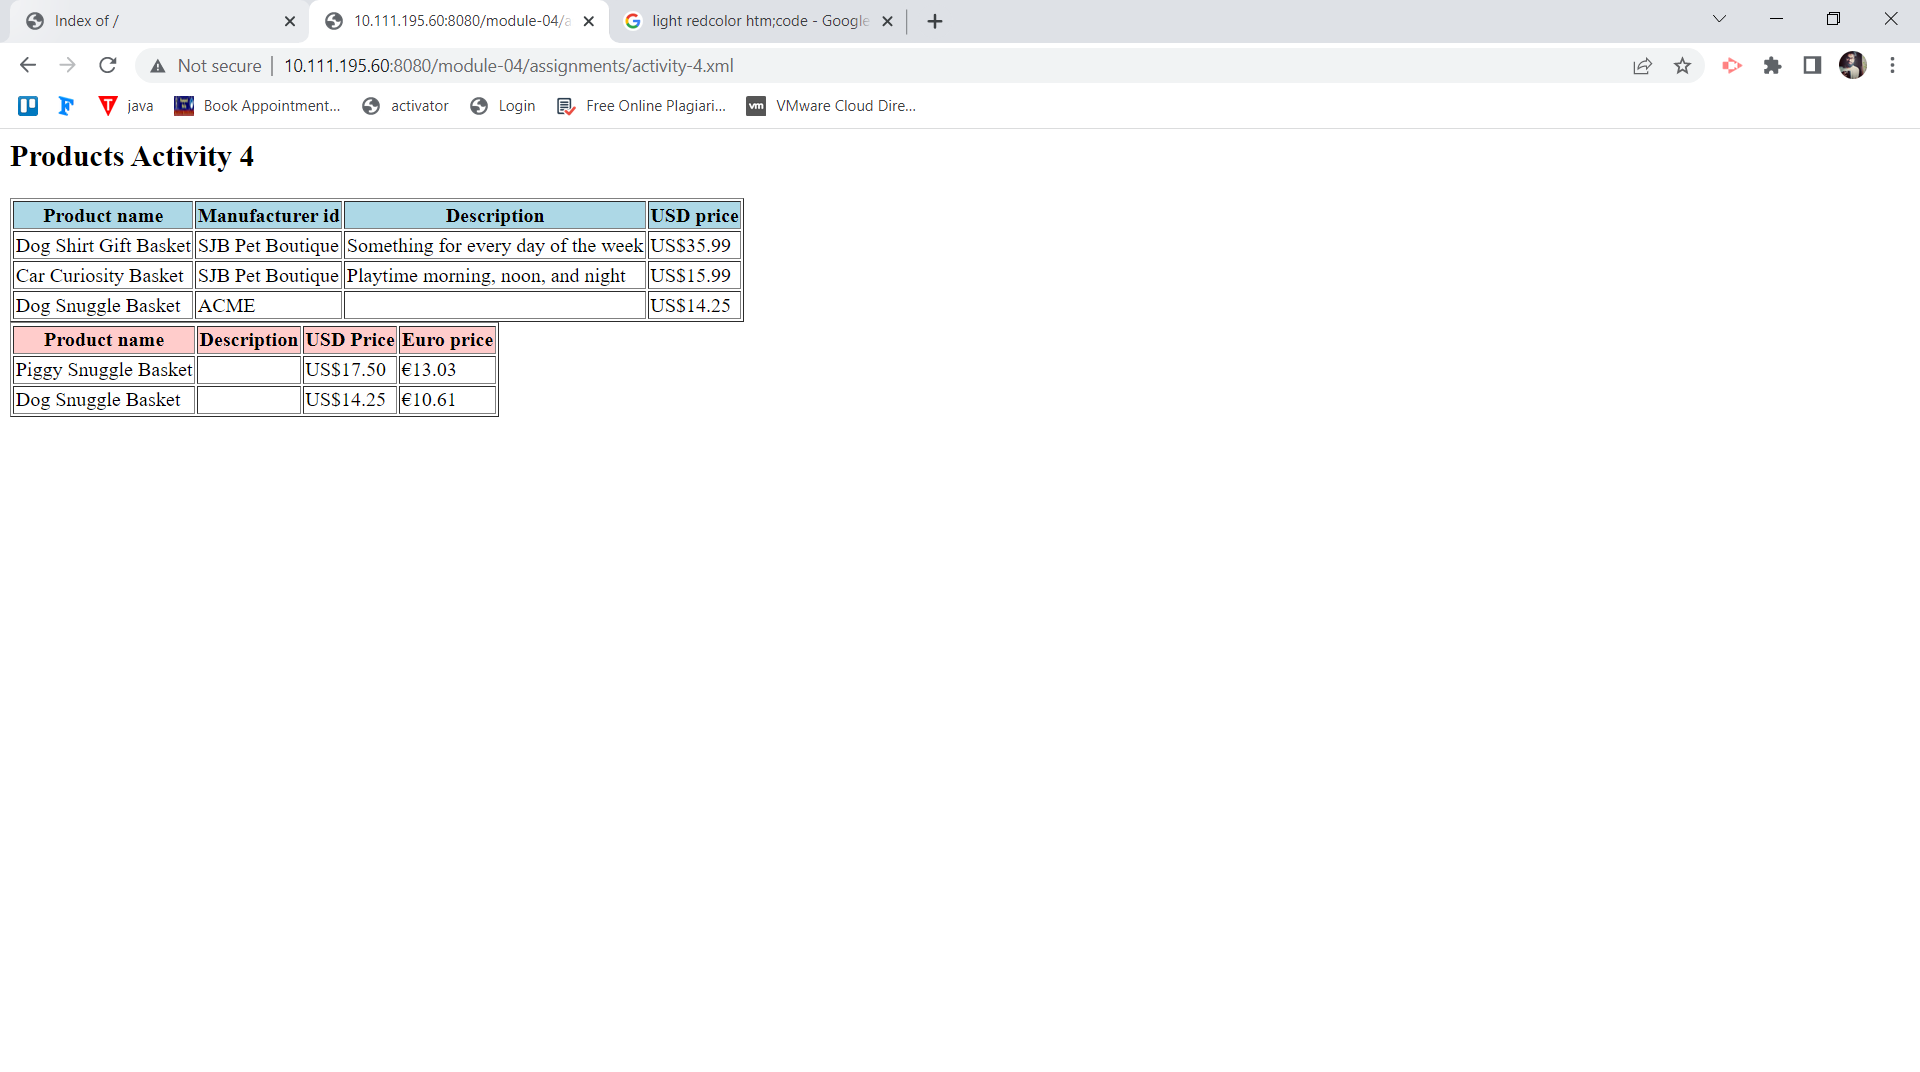 Index of /
10.111.195.60:8080/module-04/a
light redcolor htm;code - Google
Not secure
10.111.195.60:8080/module-04/assignments/activity-4.xml
java
Book Appointment...
activator
Login
Free Online Plagiari...
vm
VMware Cloud Dire...
Products Activity 4
Product name Manufacturer id Description USD price
Dog Shirt Gift Basket SJB Pet Boutique Something for every day of the week US$35.99
Car Curiosity Basket SJB Pet Boutique Playtime morning, noon, and night US$15.99
Dog Snuggle Basket ACME US$14.25
Product name Description USD Price Euro price
Piggy Snuggle Basket US$17.50 €13.03
Dog Snuggle Basket US$14.25 €10.61